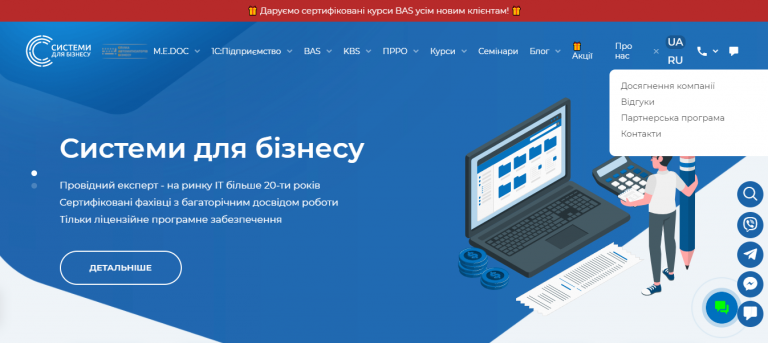 Даруємо сертифіковані курси BAS усім новим клієнтам!
СИСТЕМИ
ДЛЯ БІЗНЕСУ
M.E.DOC
1С:Підприємство
BAS
KBS
ПРРО
Курси
Семінари
Блог
Акції
Про
нас
UA
RU
Досягнення компанії
Відгуки
Партнерська програма
Контакти
Системи для бізнесу
Провідний експерт - на ринку ІТ більше 20-ти років
Сертифіковані фахівці з багаторічним досвідом роботи
Тільки ліцензійне програмне забезпечення
ДЕТАЛЬНІШЕ